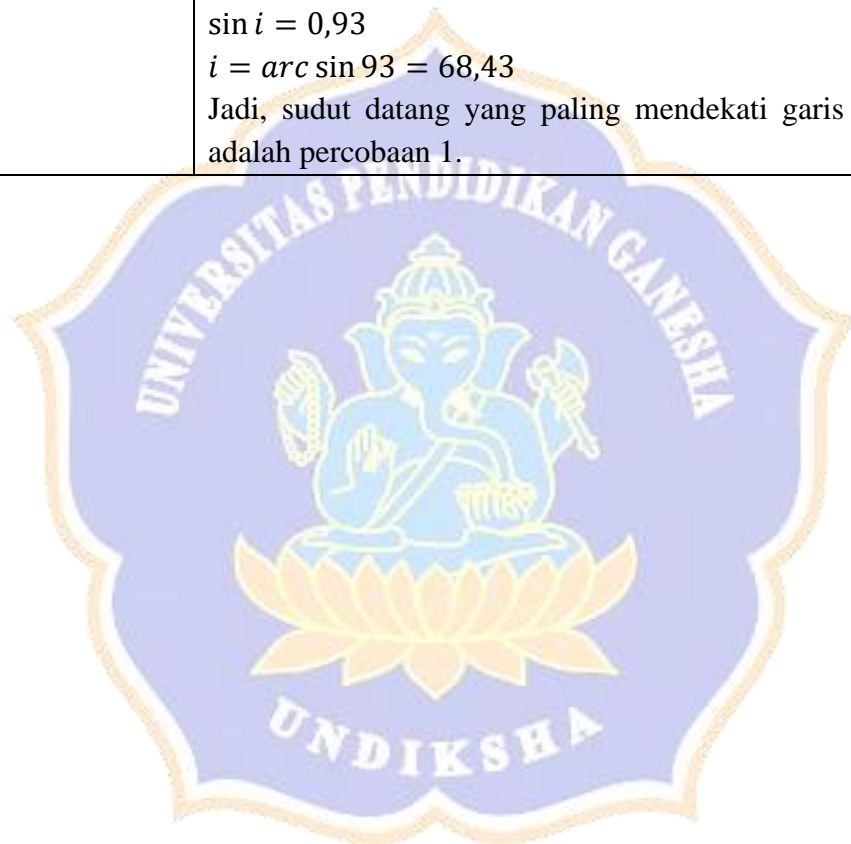 sin i = 0,93
i = arc sin 93 = 68,43
Jadi, sudut datang yang paling mendekati garis
adalah percobaan 1.
UNIVERSITAS PENDIDIKAN GANESHA
UNDIKSHA